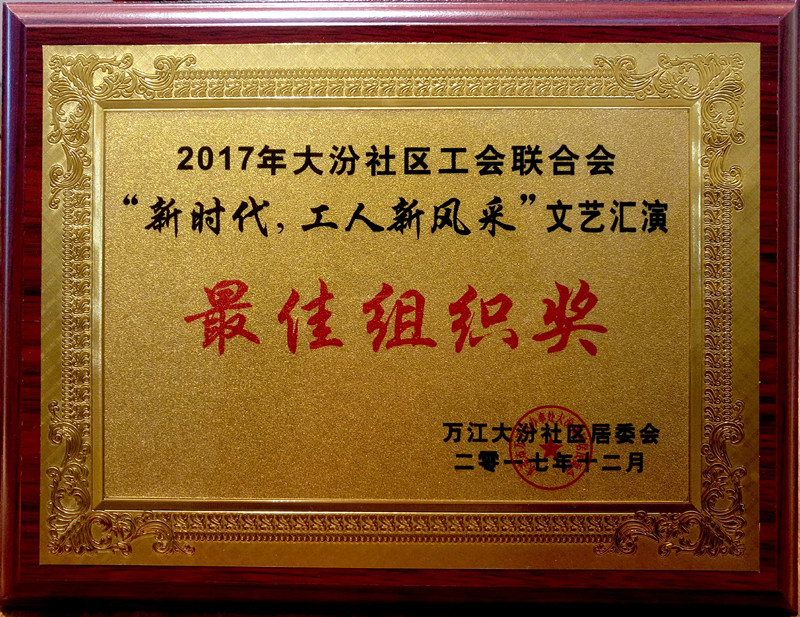 2017年大汾社区工会联合会
“新时代，工人新风采”文艺汇演
最佳组织奖
万江大汾社区居委会
二零一七年十二月